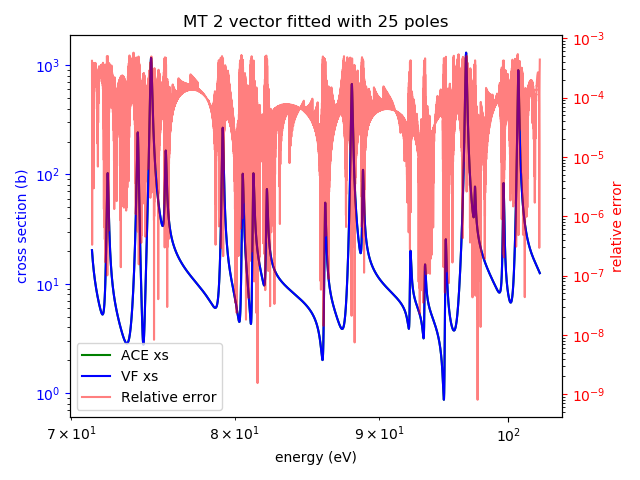 MT 2 vector fitted with 25 poles
10³
10²
10¹
10⁰
cross section (b)
10⁻³
10⁻⁴
10⁻⁵
10⁻⁶
10⁻⁷
10⁻⁸
10⁻⁹
relative error
ACE xs
VF xs
Relative error
7 × 10¹ 8 × 10¹ 9 × 10¹ 10²
energy (eV)